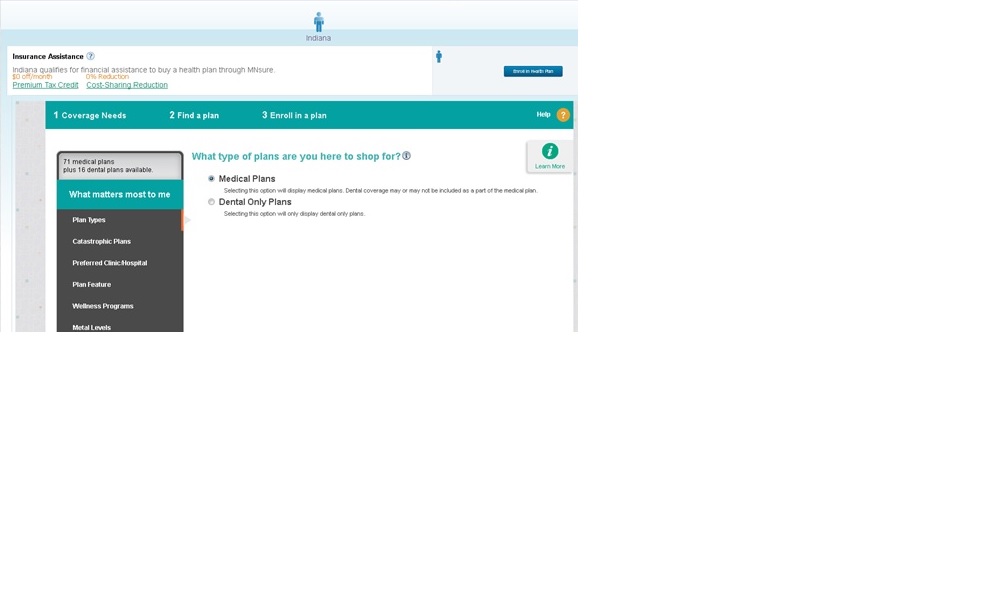 Indiana
Insurance Assistance ?
Indiana qualifies for financial assistance to buy a health plan through MNsure.
$0 off/month 0% Reduction
Premium Tax Credit Cost-Sharing Reduction
Enroll in Health Plan
1 Coverage Needs 2 Find a plan 3 Enroll in a plan Help ?
71 medical plans
plus 16 dental plans available.
What matters most to me
Plan Types
Catastrophic Plans
Preferred Clinic/Hospital
Plan Feature
Wellness Programs
Metal Levels
What type of plans are you here to shop for? i
Medical Plans
Selecting this option will display medical plans. Dental coverage may or may not be included as a part of the medical plan.
Dental Only Plans
Selecting this option will only display dental only plans.
i
Learn More